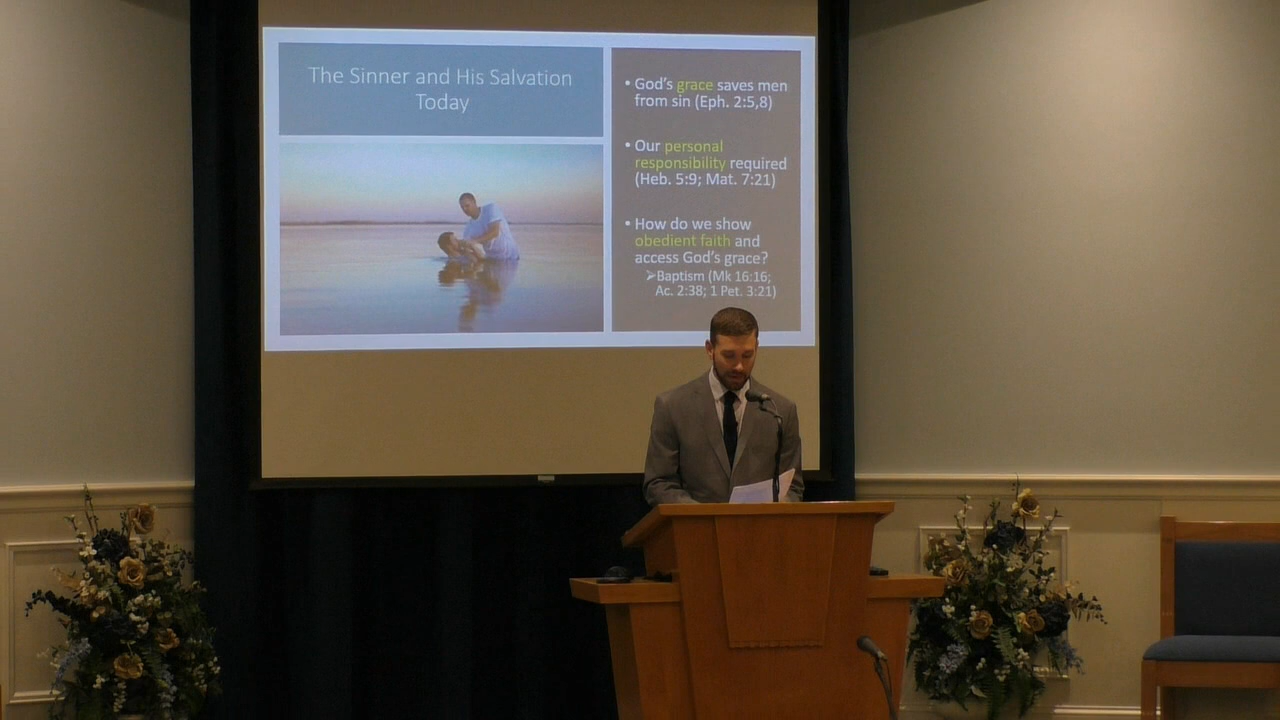 The Sinner and His Salvation
Today
• God's grace saves men
from sin (Eph. 2:5,8)
• Our personal
responsibility required
(Heb. 5:9; Mat. 7:21)
• How do we show
obedient faith and
access God's grace?
➢Baptism (Mk 16:16;
Ac. 2:38; 1 Pet. 3:21)